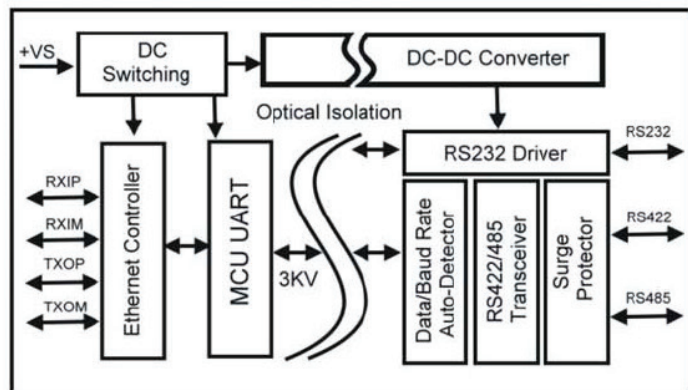 +VS
DC
Switching
DC-DC Converter
Optical Isolation
RS232 Driver
RS232
RXIP
RXIM
TXOP
TXOM
Ethernet Controller
MCU UART
3KV
Data/Baud Rate
Auto-Detector
RS422/485
Transceiver
Surge
Protector
RS422
RS485